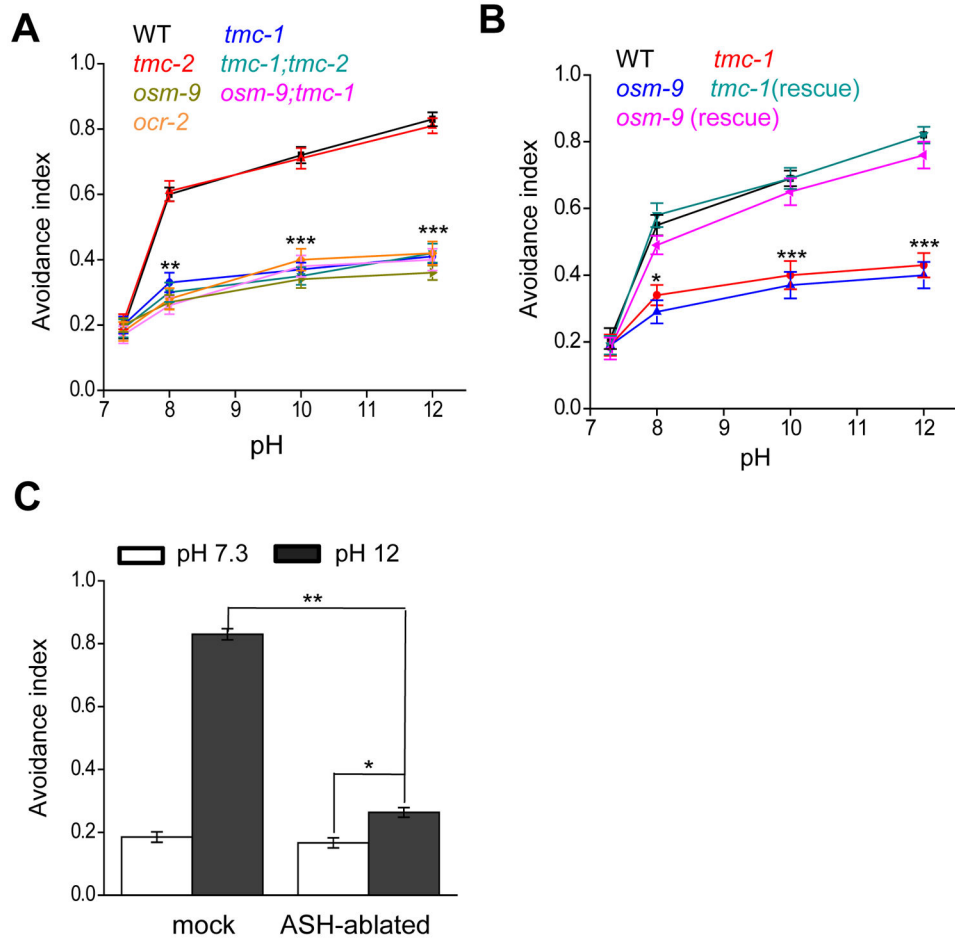 A
WT tmc-1
tmc-2 tmc-1;tmc-2
osm-9 osm-9;tmc-1
ocr-2
1.0
0.8
0.6
0.4
0.2
0.0
Avoidance index
** *** ***
7 8 9 10 11 12
pH
B
WT tmc-1
osm-9 tmc-1(rescue)
osm-9 (rescue)
1.0
0.8
0.6
0.4
0.2
0.0
Avoidance index
* *** ***
7 8 9 10 11 12
pH
C
pH 7.3 pH 12
1.0
0.8
0.6
0.4
0.2
0.0
Avoidance index
**
*
mock ASH-ablated